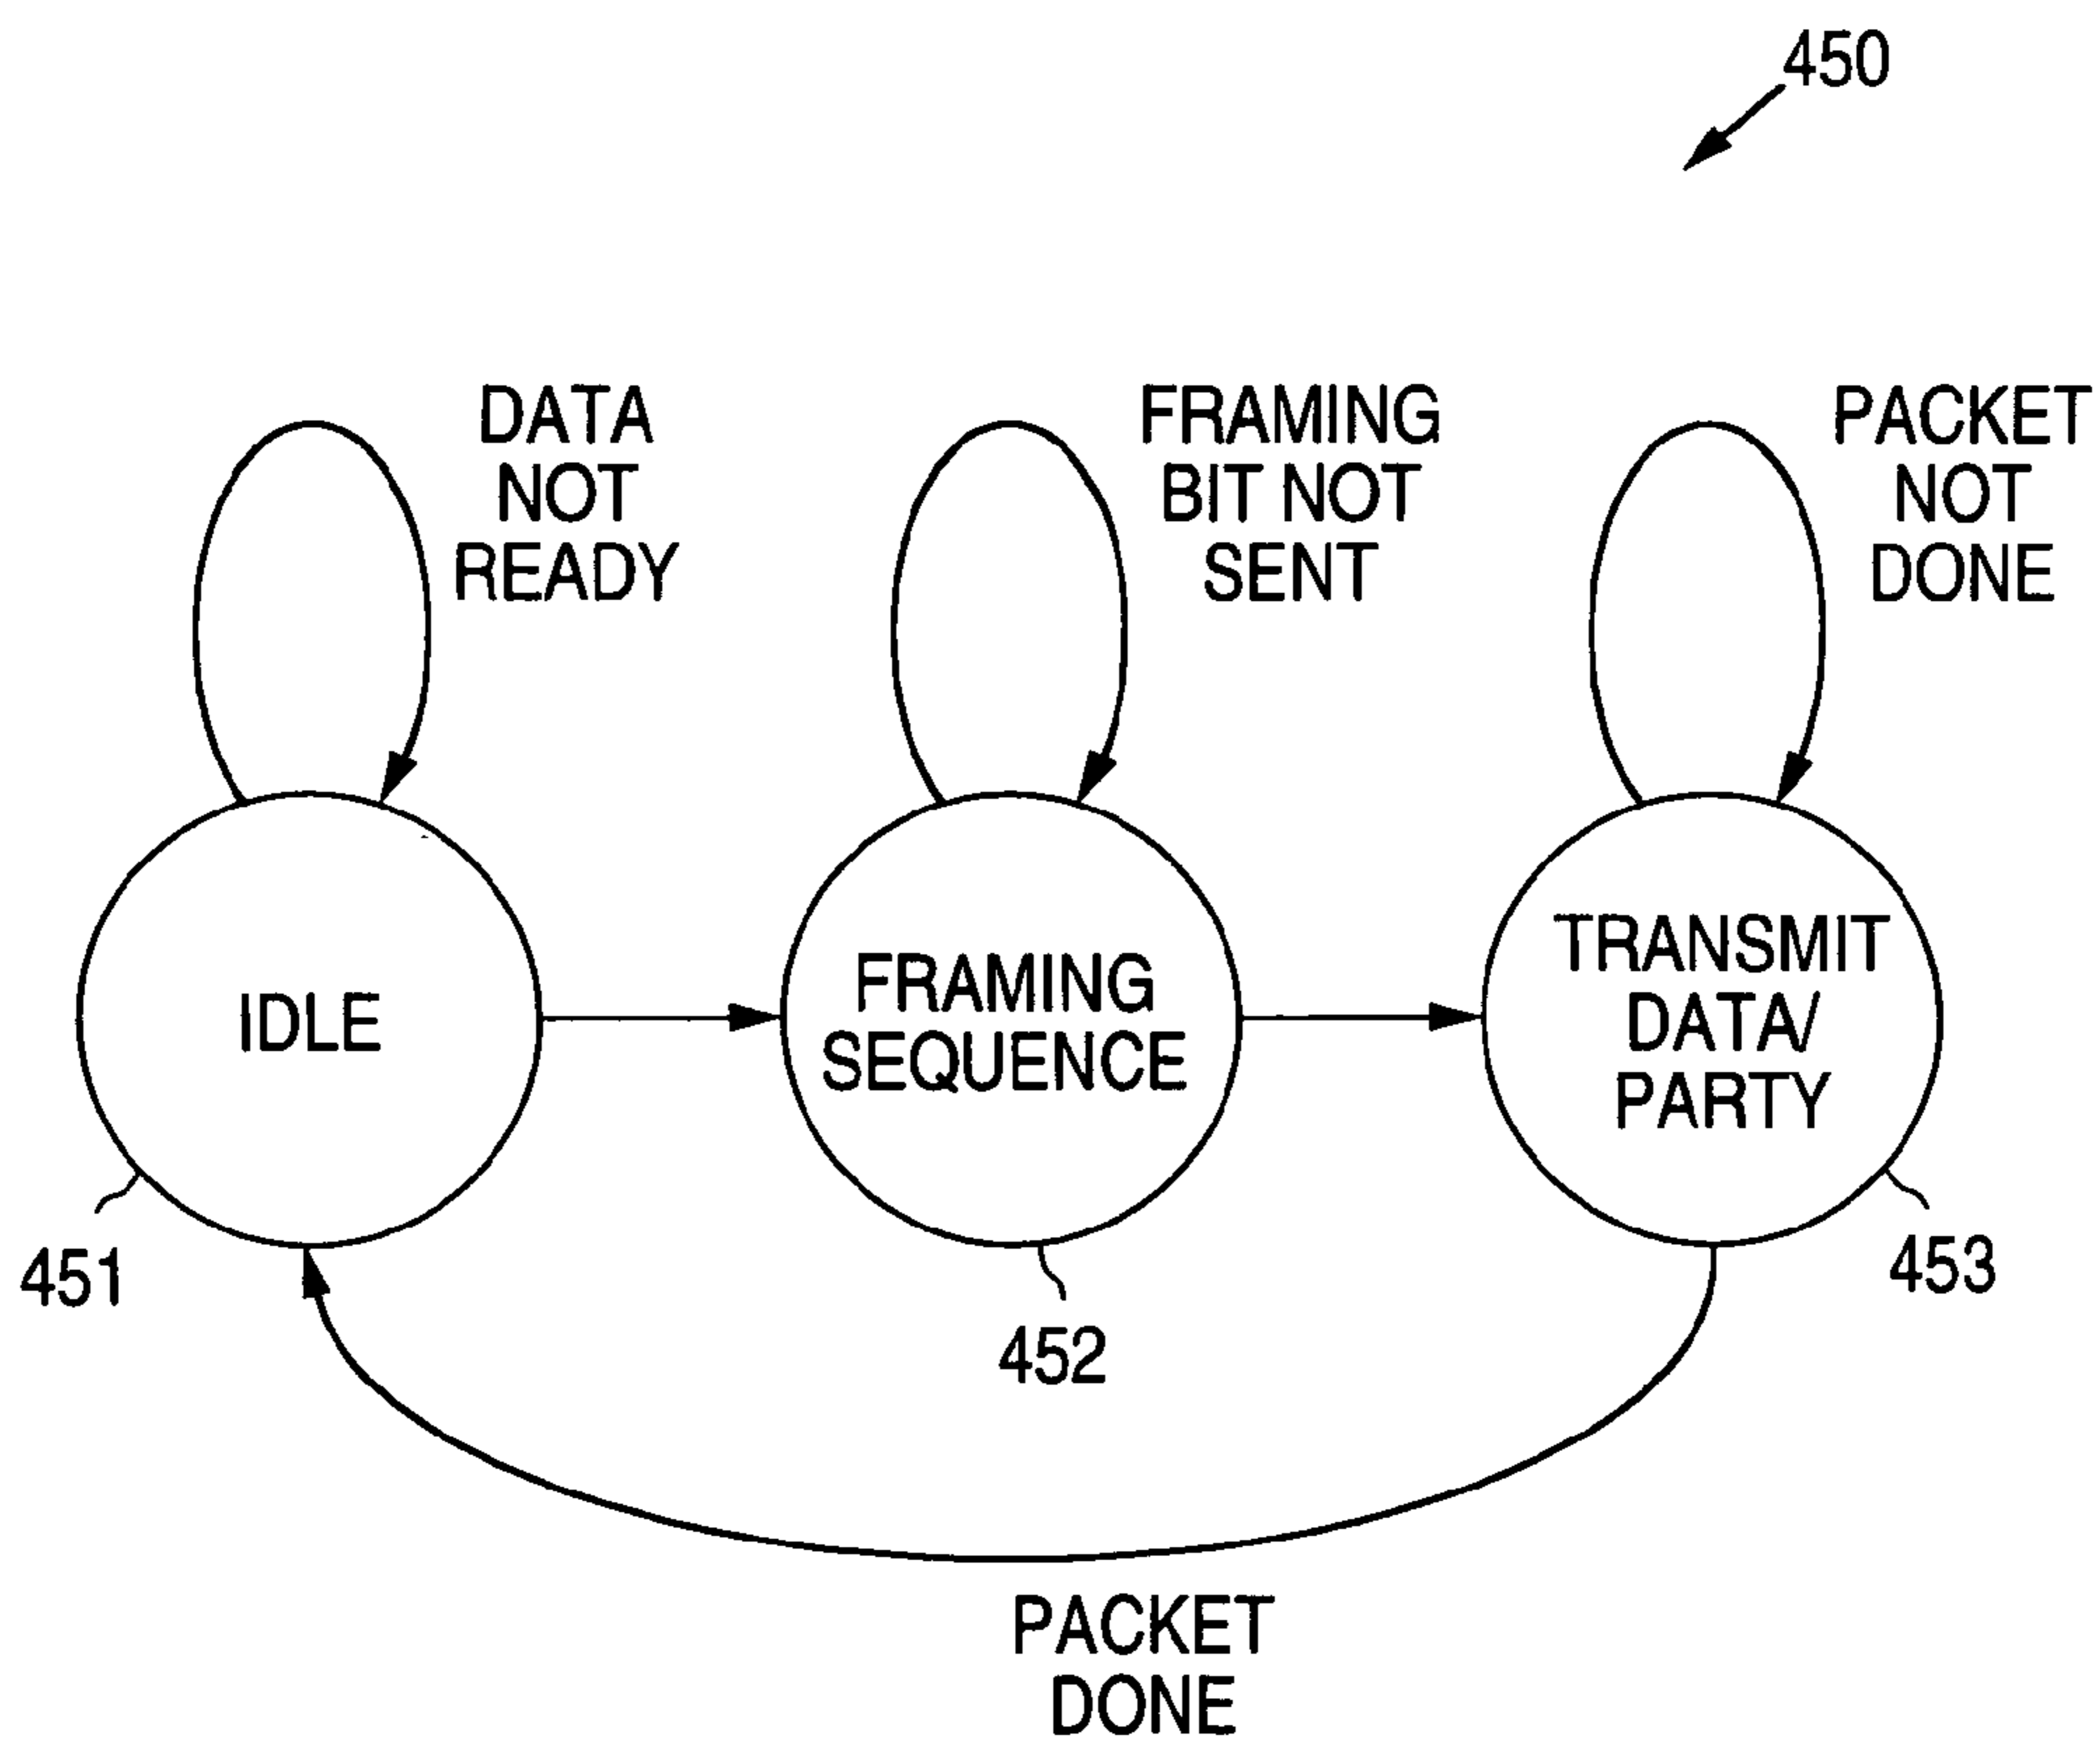 450
DATA
NOT
READY
FRAMING
BIT NOT
SENT
PACKET
NOT
DONE
IDLE
FRAMING
SEQUENCE
TRANSMIT
DATA/
PARTY
451
452
453
PACKET
DONE